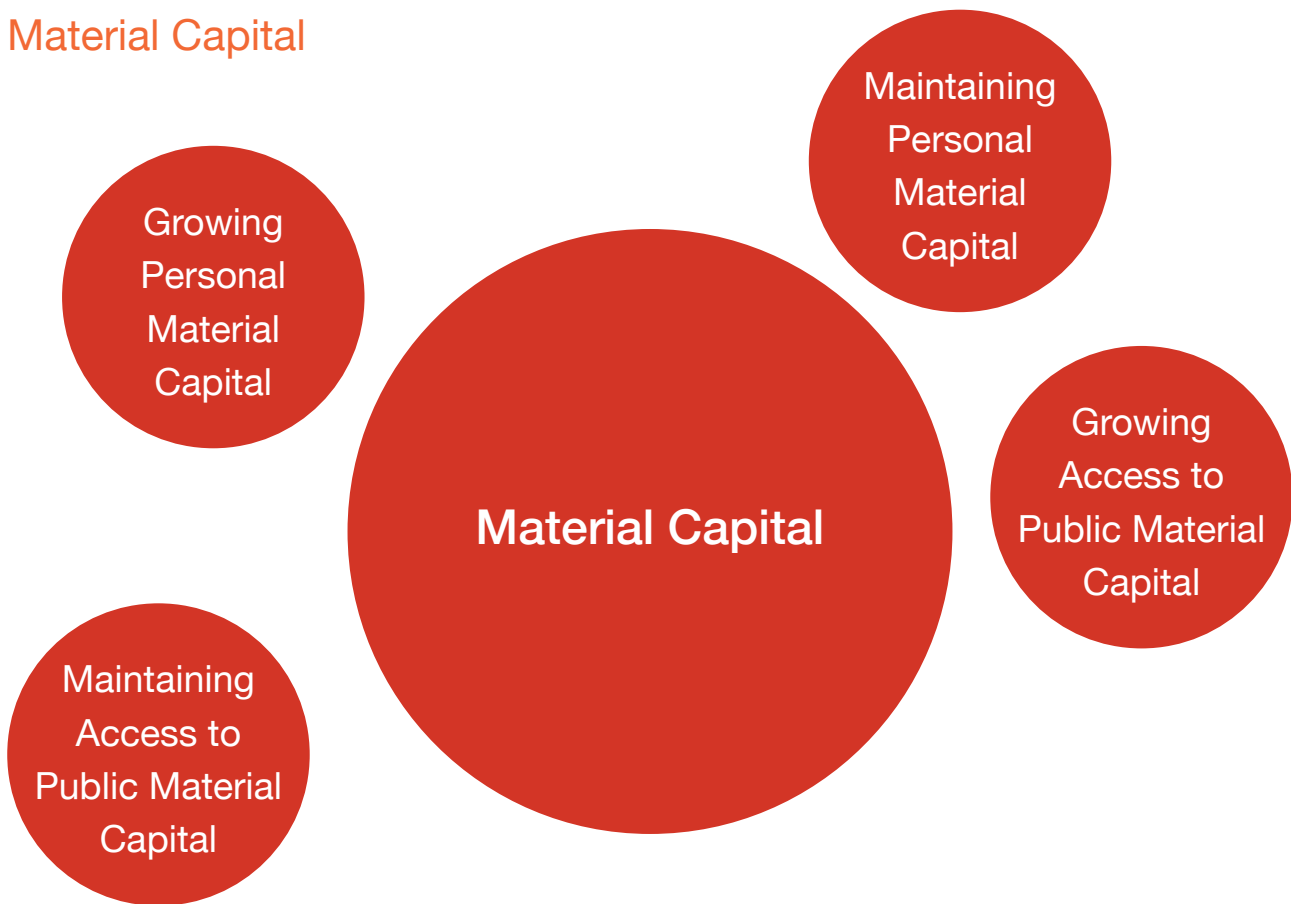 Material Capital
Maintaining
Personal
Material
Capital
Growing
Personal
Material
Capital
Growing
Access to
Public Material
Capital
Material Capital
Maintaining
Access to
Public Material
Capital